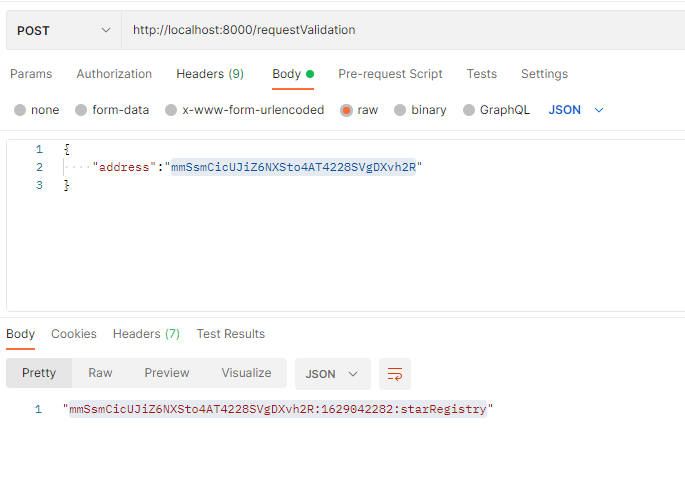 POST http://localhost:8000/requestValidation
Params Authorization Headers (9) Body Pre-request Script Tests Settings
none form-data x-www-form-urlencoded raw binary GraphQL JSON
1 {
2 "address":"mmSsmCicUJiZ6NXSto4AT4228SVgDXvh2R"
3 }
Body Cookies Headers (7) Test Results
Pretty Raw Preview Visualize JSON
1 "mmSsmCicUJiZ6NXSto4AT4228SVgDXvh2R:1629042282:starRegistry"